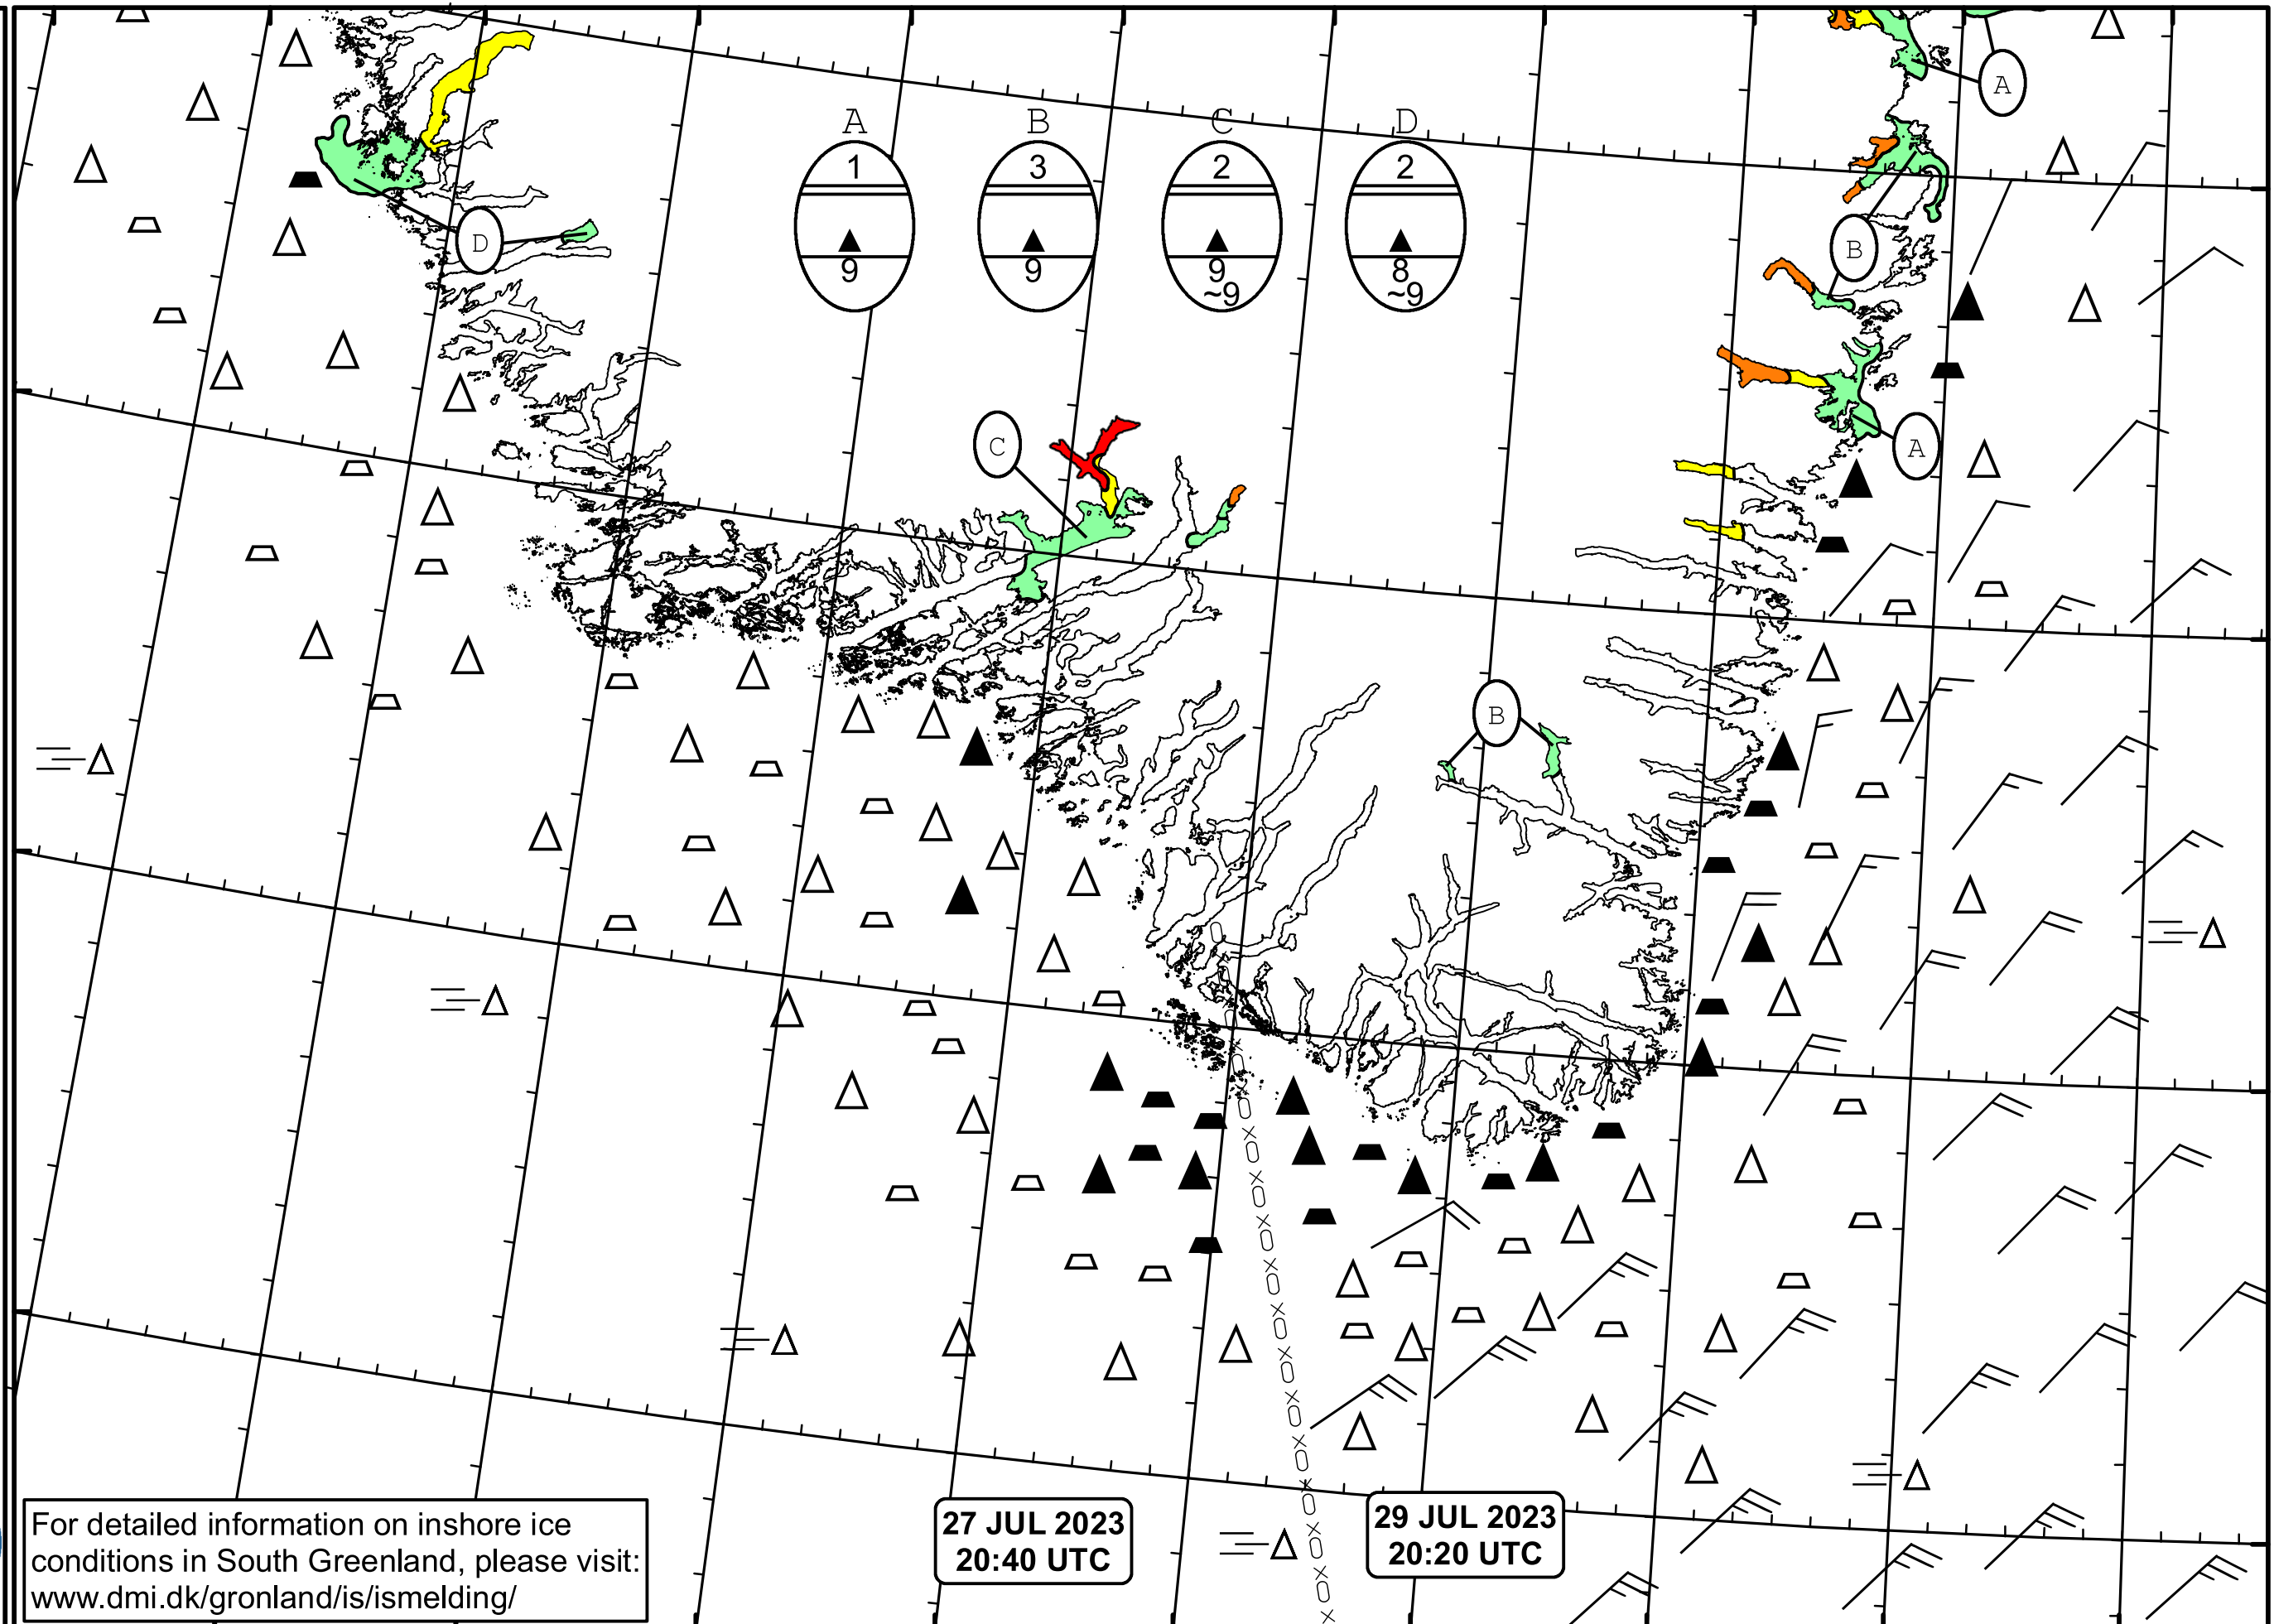 A
A B C D
1 3 2 2
9 9 9 8
~9 ~9
D
B
C
A
B
For detailed information on inshore ice
conditions in South Greenland, please visit:
www.dmi.dk/gronland/is/ismelding/
27 JUL 2023
20:40 UTC
29 JUL 2023
20:20 UTC